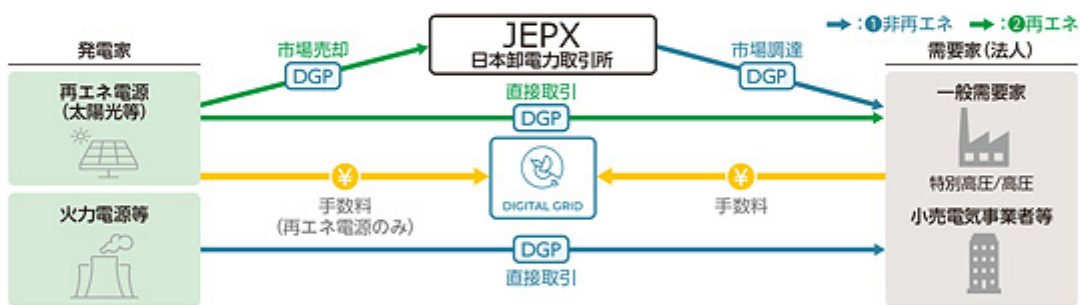 →:❶非再エネ →:❷再エネ
発電家
市場売却
DGP
JEPX
日本卸電力取引所
市場調達
DGP
需要家(法人)
再エネ電源
(太陽光等)
直接取引
DGP
一般需要家
特別高圧/高圧
¥
手数料
(再エネ電源のみ)
DIGITAL GRID
¥
手数料
火力電源等
DGP
直接取引
小売電気事業者等